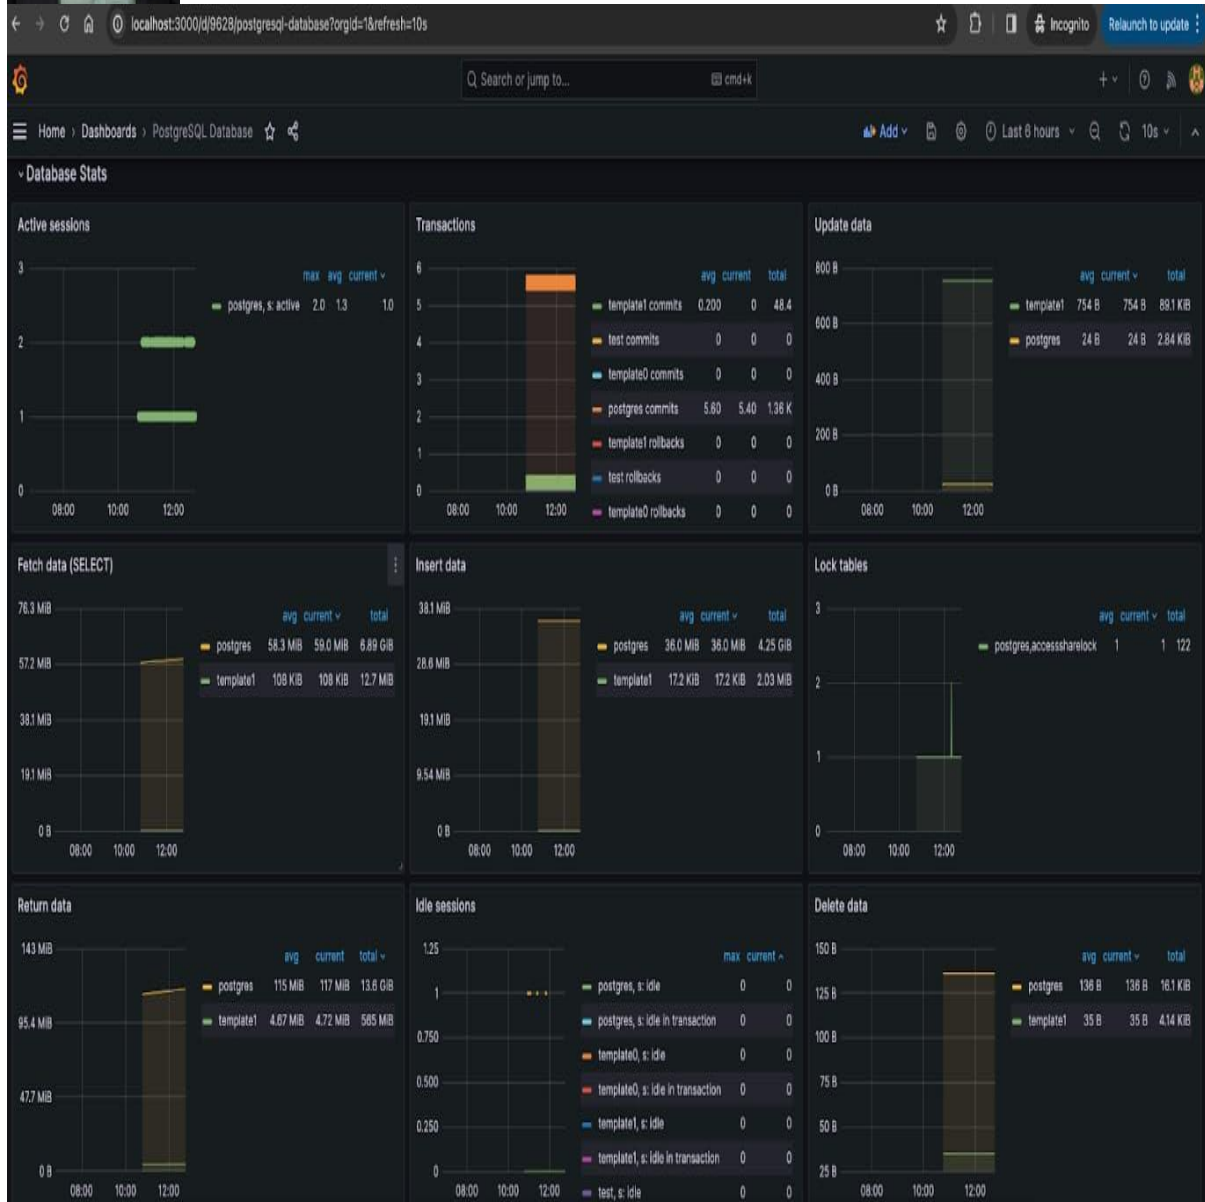 localhost:3000/d/9628/postgresql-database?orgId=1&refresh=10s
Incognito
Relaunch to update
Search or jump to...
cmd+k
Home › Dashboards › PostgreSQL Database
Add
Last 6 hours
10s
Database Stats
Active sessions
3
2
1
0
08:00 10:00 12:00
max avg current
postgres, s: active 2.0 1.3 1.0
Transactions
6
5
4
3
2
1
0
08:00 10:00 12:00
avg current total
template1 commits 0.200 0 48.4
test commits 0 0 0
template0 commits 0 0 0
postgres commits 5.60 5.40 1.36 K
template1 rollbacks 0 0 0
test rollbacks 0 0 0
template0 rollbacks 0 0 0
Update data
800 B
600 B
400 B
200 B
0 B
08:00 10:00 12:00
avg current total
template1 754 B 754 B 89.1 KiB
postgres 24 B 24 B 2.84 KiB
Fetch data (SELECT)
76.3 MiB
57.2 MiB
38.1 MiB
19.1 MiB
0 B
08:00 10:00 12:00
avg current total
postgres 58.3 MiB 59.0 MiB 6.89 GiB
template1 108 KiB 108 KiB 12.7 MiB
Insert data
38.1 MiB
28.6 MiB
19.1 MiB
9.54 MiB
0 B
08:00 10:00 12:00
avg current total
postgres 36.0 MiB 36.0 MiB 4.25 GiB
template1 17.2 KiB 17.2 KiB 2.03 MiB
Lock tables
3
2
1
0
08:00 10:00 12:00
avg current total
postgres,accesssharelock 1 1 122
Return data
143 MiB
95.4 MiB
47.7 MiB
0 B
08:00 10:00 12:00
avg current total
postgres 115 MiB 117 MiB 13.6 GiB
template1 4.67 MiB 4.72 MiB 565 MiB
Idle sessions
1.25
1
0.750
0.500
0.250
0
08:00 10:00 12:00
max current
postgres, s: idle 0 0
postgres, s: idle in transaction 0 0
template0, s: idle 0 0
template0, s: idle in transaction 0 0
template1, s: idle 0 0
template1, s: idle in transaction 0 0
test, s: idle 0 0
Delete data
150 B
125 B
100 B
75 B
50 B
25 B
08:00 10:00 12:00
avg current total
postgres 136 B 136 B 16.1 KiB
template1 35 B 35 B 4.14 KiB